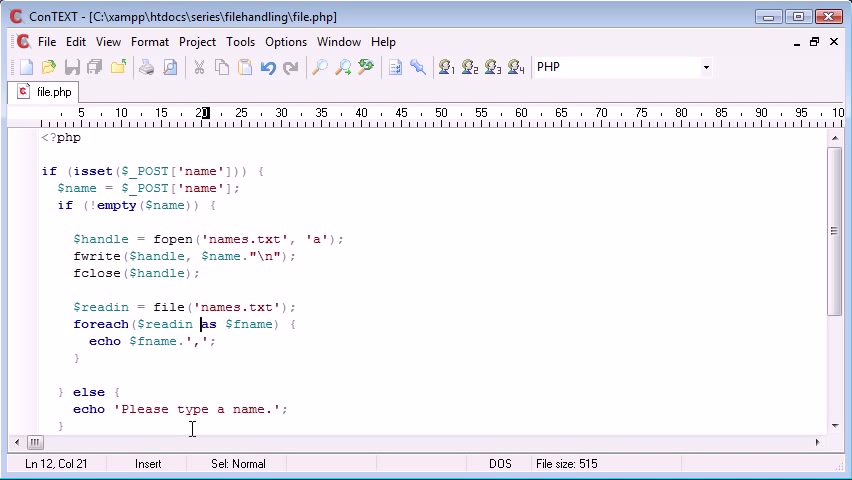 ConTEXT - [C:\xampp\htdocs\series\filehandling\file.php]
File Edit View Format Project Tools Options Window Help
1 2 3 4 PHP
file.php
5 10 15 20 25 30 35 40 45 50 55 60 65 70 75 80 85 90 95 10
<?php
if (isset($_POST['name'])) {
$name = $_POST['name'];
if (!empty($name)) {
$handle = fopen('names.txt', 'a');
fwrite($handle, $name."\n");
fclose($handle);
$readin = file('names.txt');
foreach($readin as $fname) {
echo $fname.',';
}
} else {
echo 'Please type a name.';
}
Ln 12, Col 21 Insert Sel: Normal DOS File size: 515